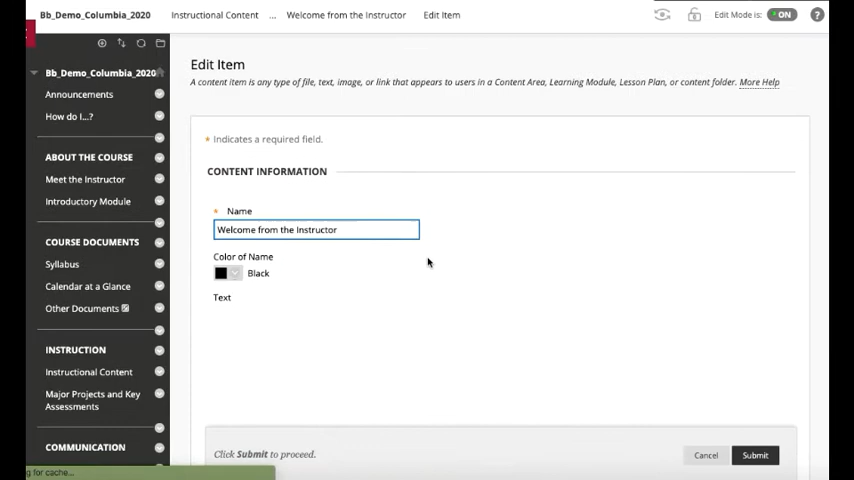 Bb_Demo_Columbia_2020 Instructional Content ... Welcome from the Instructor Edit Item Edit Mode is: ON ?
Bb_Demo_Columbia_2020
Announcements
How do I...?
ABOUT THE COURSE
Meet the Instructor
Introductory Module
COURSE DOCUMENTS
Syllabus
Calendar at a Glance
Other Documents
INSTRUCTION
Instructional Content
Major Projects and Key
Assessments
COMMUNICATION
g for cache...
Edit Item
A content item is any type of file, text, image, or link that appears to users in a Content Area, Learning Module, Lesson Plan, or content folder. More Help
* Indicates a required field.
CONTENT INFORMATION
* Name
Welcome from the Instructor
Color of Name
Black
Text
Click Submit to proceed. Cancel Submit